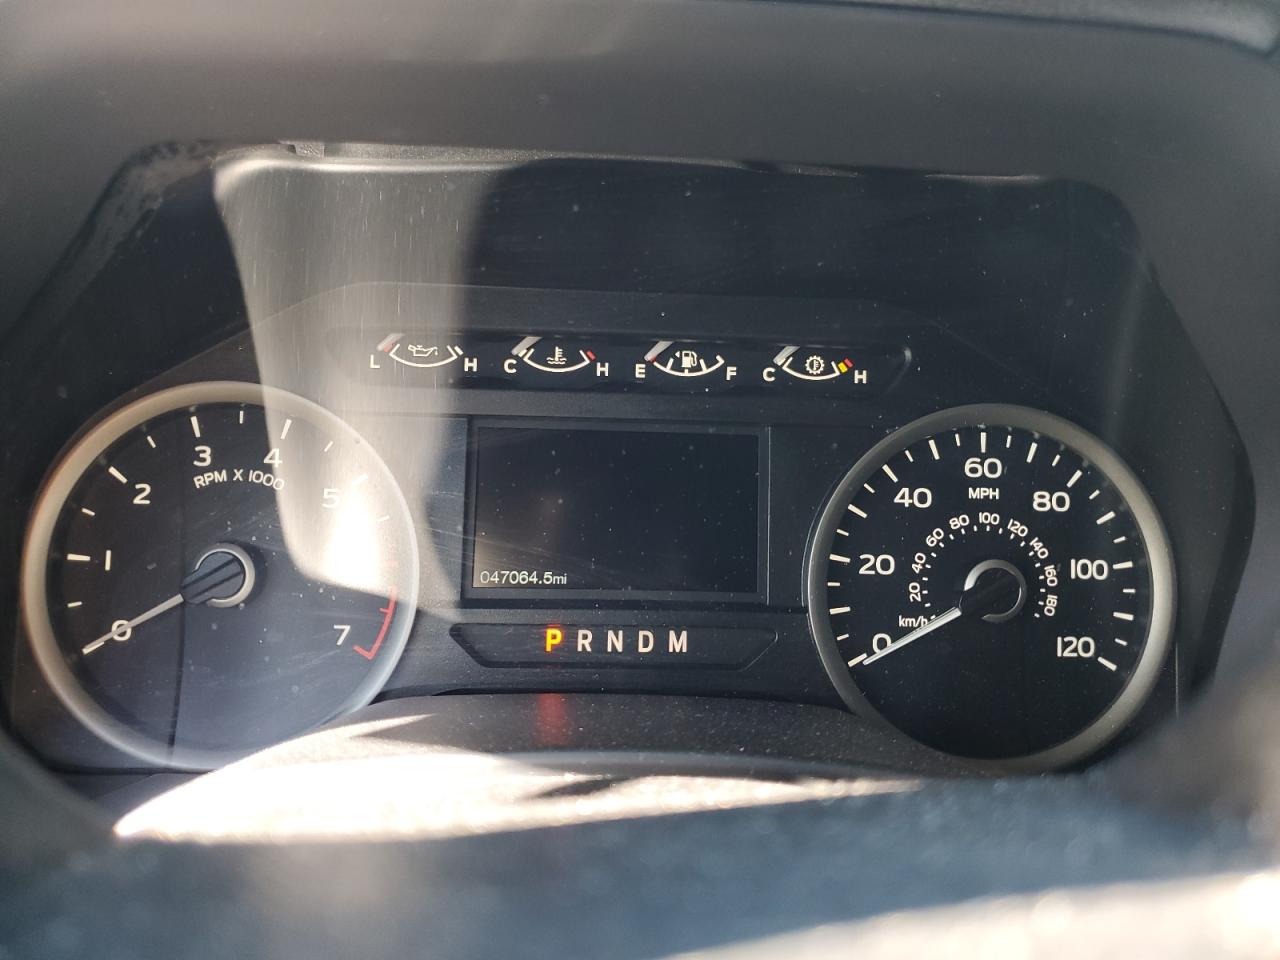 L H C H E F C H
0 1 2 3 4 5 7
RPM X 1000
047064.5mi
P R N D M
0 20 40 60 80 100 120
MPH
20 40 60 80 100 120 140 160 180
km/h